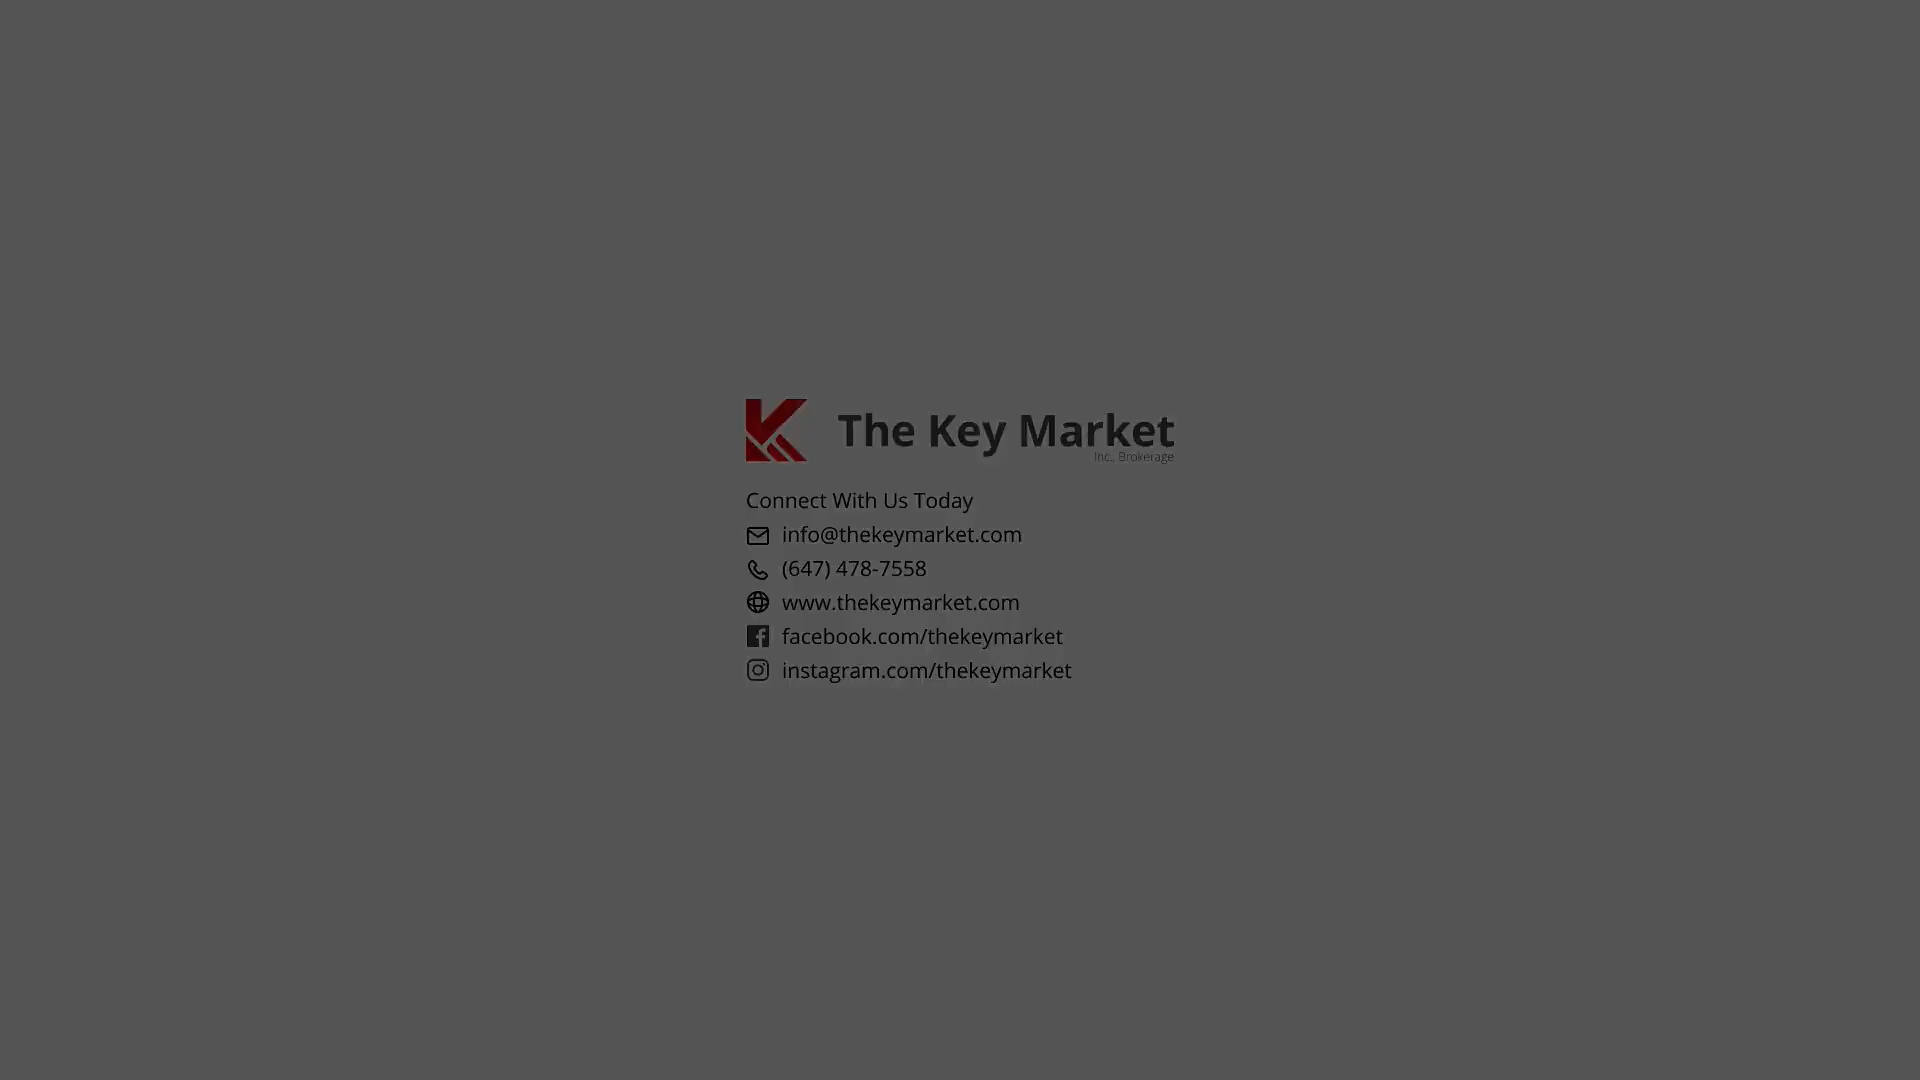 The Key Market
Inc., Brokerage
Connect With Us Today
info@thekeymarket.com
(647) 478-7558
www.thekeymarket.com
facebook.com/thekeymarket
instagram.com/thekeymarket